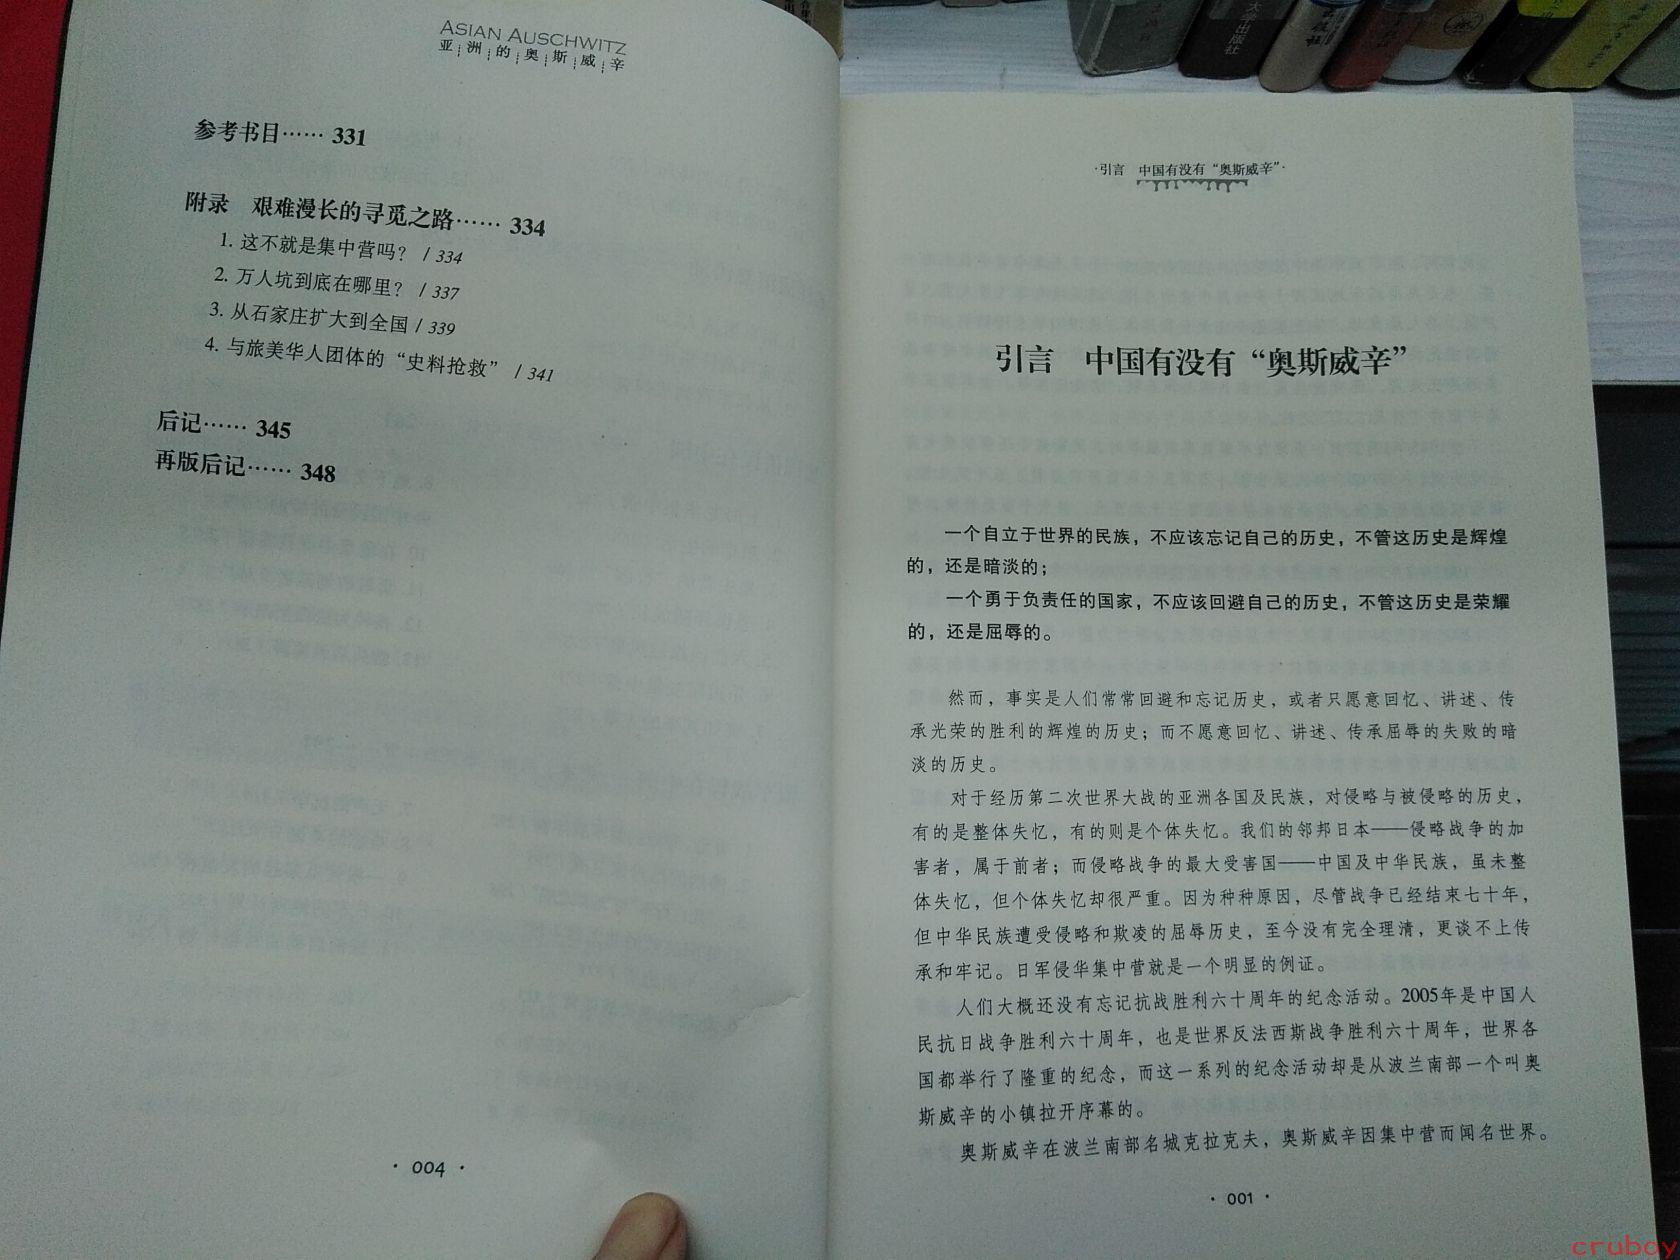 ASIAN AUSCHWITZ
亚洲的奥斯威辛
参考书目…… 331
附录 艰难漫长的寻觅之路…… 334
1. 这不就是集中营吗？ / 334
2. 万人坑到底在哪里？ / 337
3. 从石家庄扩大到全国 / 339
4. 与旅美华人团体的“史料抢救” / 341
后记…… 345
再版后记…… 348
· 004 ·
·引言 中国有没有“奥斯威辛”·
引言 中国有没有“奥斯威辛”
一个自立于世界的民族，不应该忘记自己的历史，不管这历史是辉煌
的，还是暗淡的；
一个勇于负责任的国家，不应该回避自己的历史，不管这历史是荣耀
的，还是屈辱的。
然而，事实是人们常常回避和忘记历史，或者只愿意回忆、讲述、传
承光荣的胜利的辉煌的历史；而不愿意回忆、讲述、传承屈辱的失败的暗
淡的历史。
对于经历第二次世界大战的亚洲各国及民族，对侵略与被侵略的历史，
有的是整体失忆，有的则是个体失忆。我们的邻邦日本——侵略战争的加
害者，属于前者；而侵略战争的最大受害国——中国及中华民族，虽未整
体失忆，但个体失忆却很严重。因为种种原因，尽管战争已经结束七十年，
但中华民族遭受侵略和欺凌的屈辱历史，至今没有完全理清，更谈不上传
承和牢记。日军侵华集中营就是一个明显的例证。
人们大概还没有忘记抗战胜利六十周年的纪念活动。2005年是中国人
民抗日战争胜利六十周年，也是世界反法西斯战争胜利六十周年，世界各
国都举行了隆重的纪念，而这一系列的纪念活动却是从波兰南部一个叫奥
斯威辛的小镇拉开序幕的。
奥斯威辛在波兰南部名城克拉克夫，奥斯威辛因集中营而闻名世界。
· 001 ·
大学出版社
cruboy